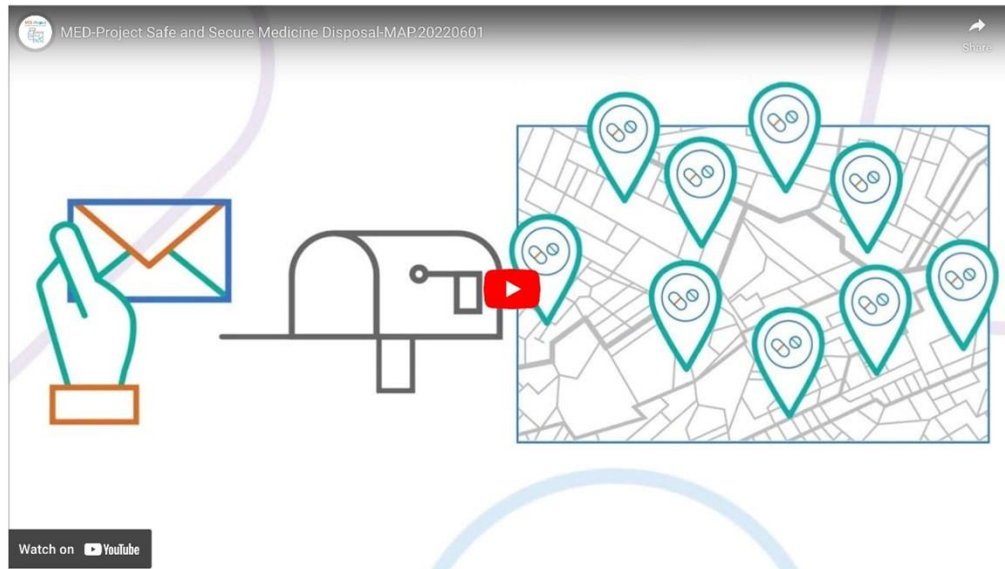 MED-Project Safe and Secure Medicine Disposal-MAP.20220601
Share
Watch on YouTube